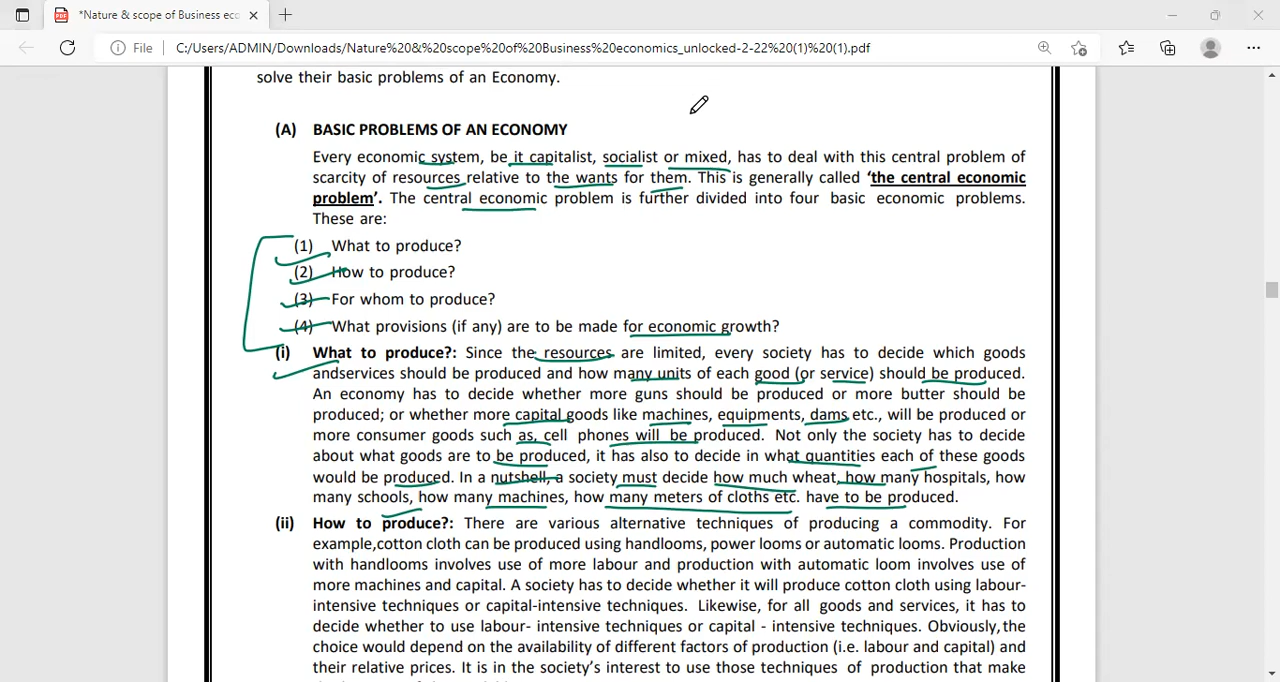 *Nature & scope of Business eco
File
C:/Users/ADMIN/Downloads/Nature%20&%20scope%20of%20Business%20economics_unlocked-2-22%20(1)%20(1).pdf
solve their basic problems of an Economy.
(A) BASIC PROBLEMS OF AN ECONOMY
Every economic system, be it capitalist, socialist or mixed, has to deal with this central problem of
scarcity of resources relative to the wants for them. This is generally called ‘the central economic
problem’. The central economic problem is further divided into four basic economic problems.
These are:
(1) What to produce?
(2) How to produce?
(3) For whom to produce?
(4) What provisions (if any) are to be made for economic growth?
(i) What to produce?: Since the resources are limited, every society has to decide which goods
andservices should be produced and how many units of each good (or service) should be produced.
An economy has to decide whether more guns should be produced or more butter should be
produced; or whether more capital goods like machines, equipments, dams etc., will be produced or
more consumer goods such as, cell phones will be produced. Not only the society has to decide
about what goods are to be produced, it has also to decide in what quantities each of these goods
would be produced. In a nutshell, a society must decide how much wheat, how many hospitals, how
many schools, how many machines, how many meters of cloths etc. have to be produced.
(ii) How to produce?: There are various alternative techniques of producing a commodity. For
example,cotton cloth can be produced using handlooms, power looms or automatic looms. Production
with handlooms involves use of more labour and production with automatic loom involves use of
more machines and capital. A society has to decide whether it will produce cotton cloth using labour-
intensive techniques or capital-intensive techniques. Likewise, for all goods and services, it has to
decide whether to use labour- intensive techniques or capital - intensive techniques. Obviously,the
choice would depend on the availability of different factors of production (i.e. labour and capital) and
their relative prices. It is in the society’s interest to use those techniques of production that make